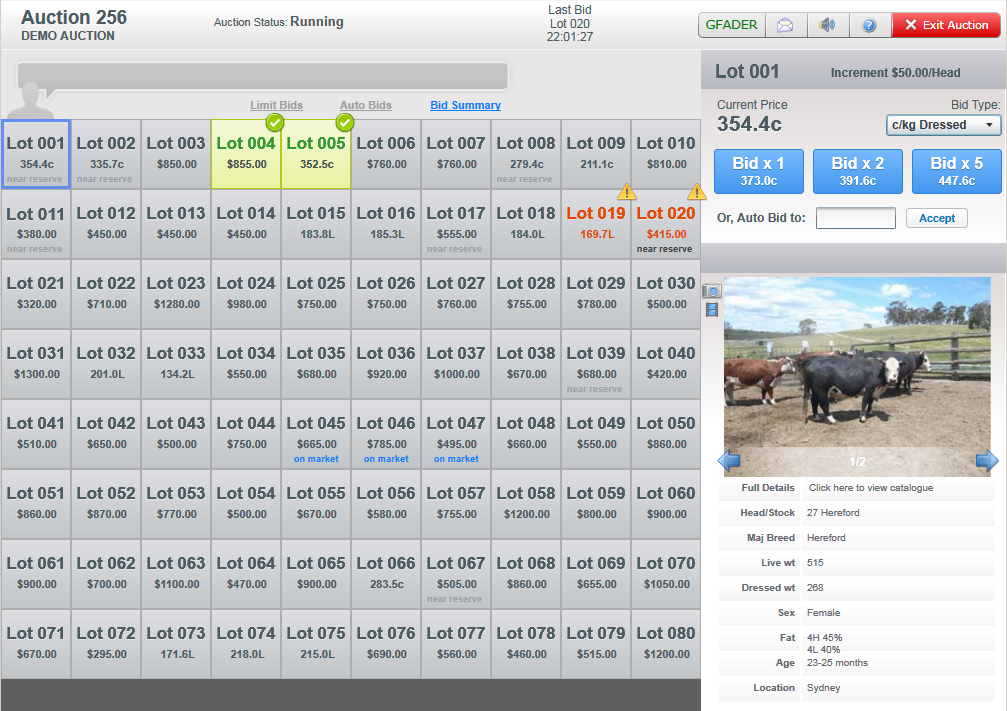 Auction 256
DEMO AUCTION
Auction Status: Running
Last Bid
Lot 020
22:01:27
GFADER
Exit Auction
Limit Bids Auto Bids Bid Summary
Lot 001 Lot 002 Lot 003 Lot 004 Lot 005 Lot 006 Lot 007 Lot 008 Lot 009 Lot 010
354.4c 335.7c $850.00 $855.00 352.5c $760.00 $760.00 279.4c 211.1c $810.00
near reserve near reserve near reserve
Lot 011 Lot 012 Lot 013 Lot 014 Lot 015 Lot 016 Lot 017 Lot 018 Lot 019 Lot 020
$380.00 $450.00 $450.00 $450.00 183.8L 185.3L $555.00 184.0L 169.7L $415.00
near reserve near reserve near reserve
Lot 021 Lot 022 Lot 023 Lot 024 Lot 025 Lot 026 Lot 027 Lot 028 Lot 029 Lot 030
$320.00 $710.00 $1280.00 $980.00 $750.00 $750.00 $760.00 $755.00 $780.00 $500.00
Lot 031 Lot 032 Lot 033 Lot 034 Lot 035 Lot 036 Lot 037 Lot 038 Lot 039 Lot 040
$1300.00 201.0L 134.2L $550.00 $680.00 $920.00 $1000.00 $670.00 $680.00 $420.00
near reserve
Lot 041 Lot 042 Lot 043 Lot 044 Lot 045 Lot 046 Lot 047 Lot 048 Lot 049 Lot 050
$510.00 $650.00 $500.00 $750.00 $665.00 $785.00 $495.00 $660.00 $550.00 $860.00
on market on market on market
Lot 051 Lot 052 Lot 053 Lot 054 Lot 055 Lot 056 Lot 057 Lot 058 Lot 059 Lot 060
$860.00 $870.00 $770.00 $500.00 $670.00 $580.00 $755.00 $1200.00 $800.00 $900.00
Lot 061 Lot 062 Lot 063 Lot 064 Lot 065 Lot 066 Lot 067 Lot 068 Lot 069 Lot 070
$900.00 $700.00 $1100.00 $470.00 $900.00 283.5c $505.00 $860.00 $655.00 $1050.00
near reserve
Lot 071 Lot 072 Lot 073 Lot 074 Lot 075 Lot 076 Lot 077 Lot 078 Lot 079 Lot 080
$670.00 $295.00 171.6L 218.0L 215.0L $690.00 $560.00 $460.00 $515.00 $1200.00
Lot 001 Increment $50.00/Head
Current Price Bid Type:
354.4c c/kg Dressed
Bid x 1 Bid x 2 Bid x 5
373.0c 391.6c 447.6c
Or, Auto Bid to: Accept
1/2
Full Details Click here to view catalogue
Head/Stock 27 Hereford
Maj Breed Hereford
Live wt 515
Dressed wt 268
Sex Female
Fat 4H 45%
4L 40%
Age 23-25 months
Location Sydney